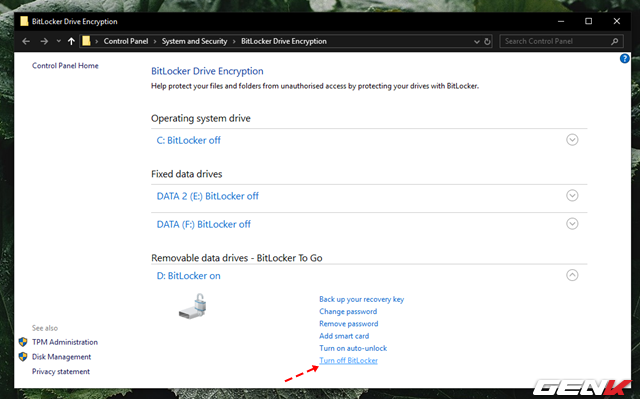 BitLocker Drive Encryption
Control Panel > System and Security > BitLocker Drive Encryption
Search Control Panel
Control Panel Home
BitLocker Drive Encryption
Help protect your files and folders from unauthorised access by protecting your drives with BitLocker.
Operating system drive
C: BitLocker off
Fixed data drives
DATA 2 (E:) BitLocker off
DATA (F:) BitLocker off
Removable data drives - BitLocker To Go
D: BitLocker on
Back up your recovery key
Change password
Remove password
Add smart card
Turn on auto-unlock
Turn off BitLocker
See also
TPM Administration
Disk Management
Privacy statement
GENK